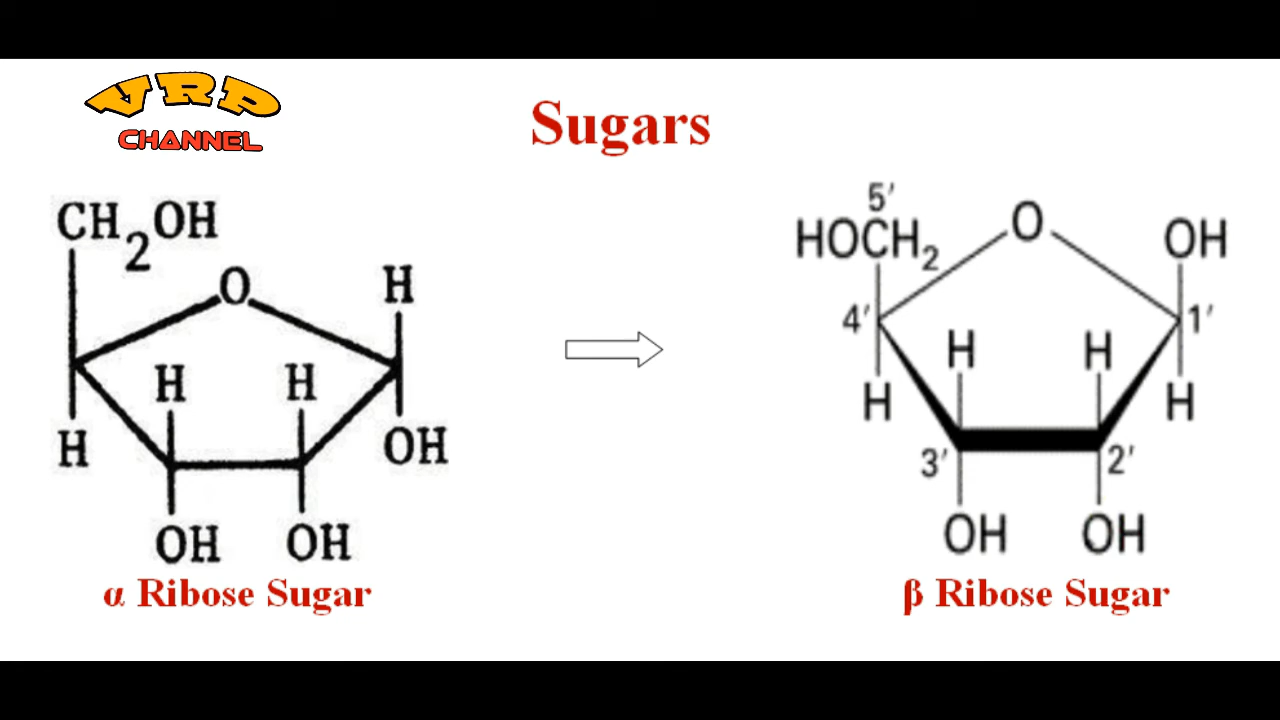 VRP
CHANNEL
Sugars
CH2OH
O
H
H
H
H
OH
OH
OH
α Ribose Sugar
5′
HOCH2
O
OH
4′
1′
H
H
H
H
3′
2′
OH
OH
β Ribose Sugar